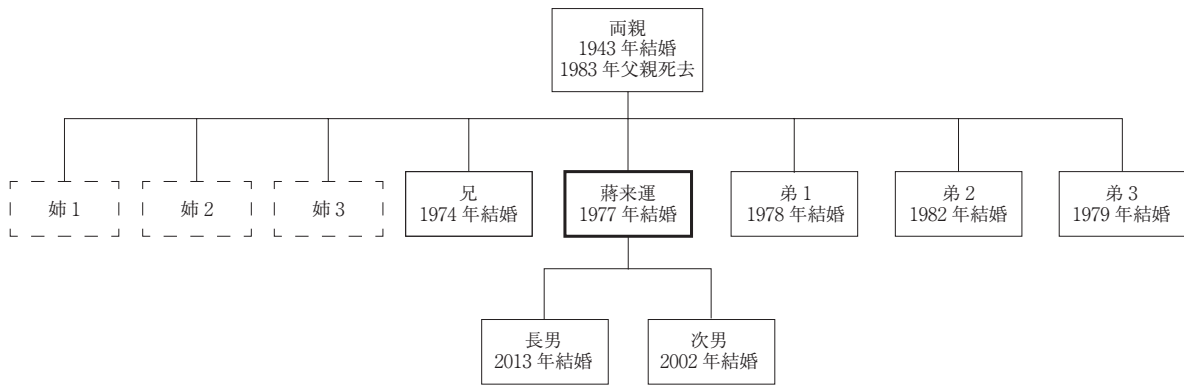 両親
1943 年結婚
1983 年父親死去
姉 1
姉 2
姉 3
兄
1974 年結婚
蔣来運
1977 年結婚
弟 1
1978 年結婚
弟 2
1982 年結婚
弟 3
1979 年結婚
長男
2013 年結婚
次男
2002 年結婚